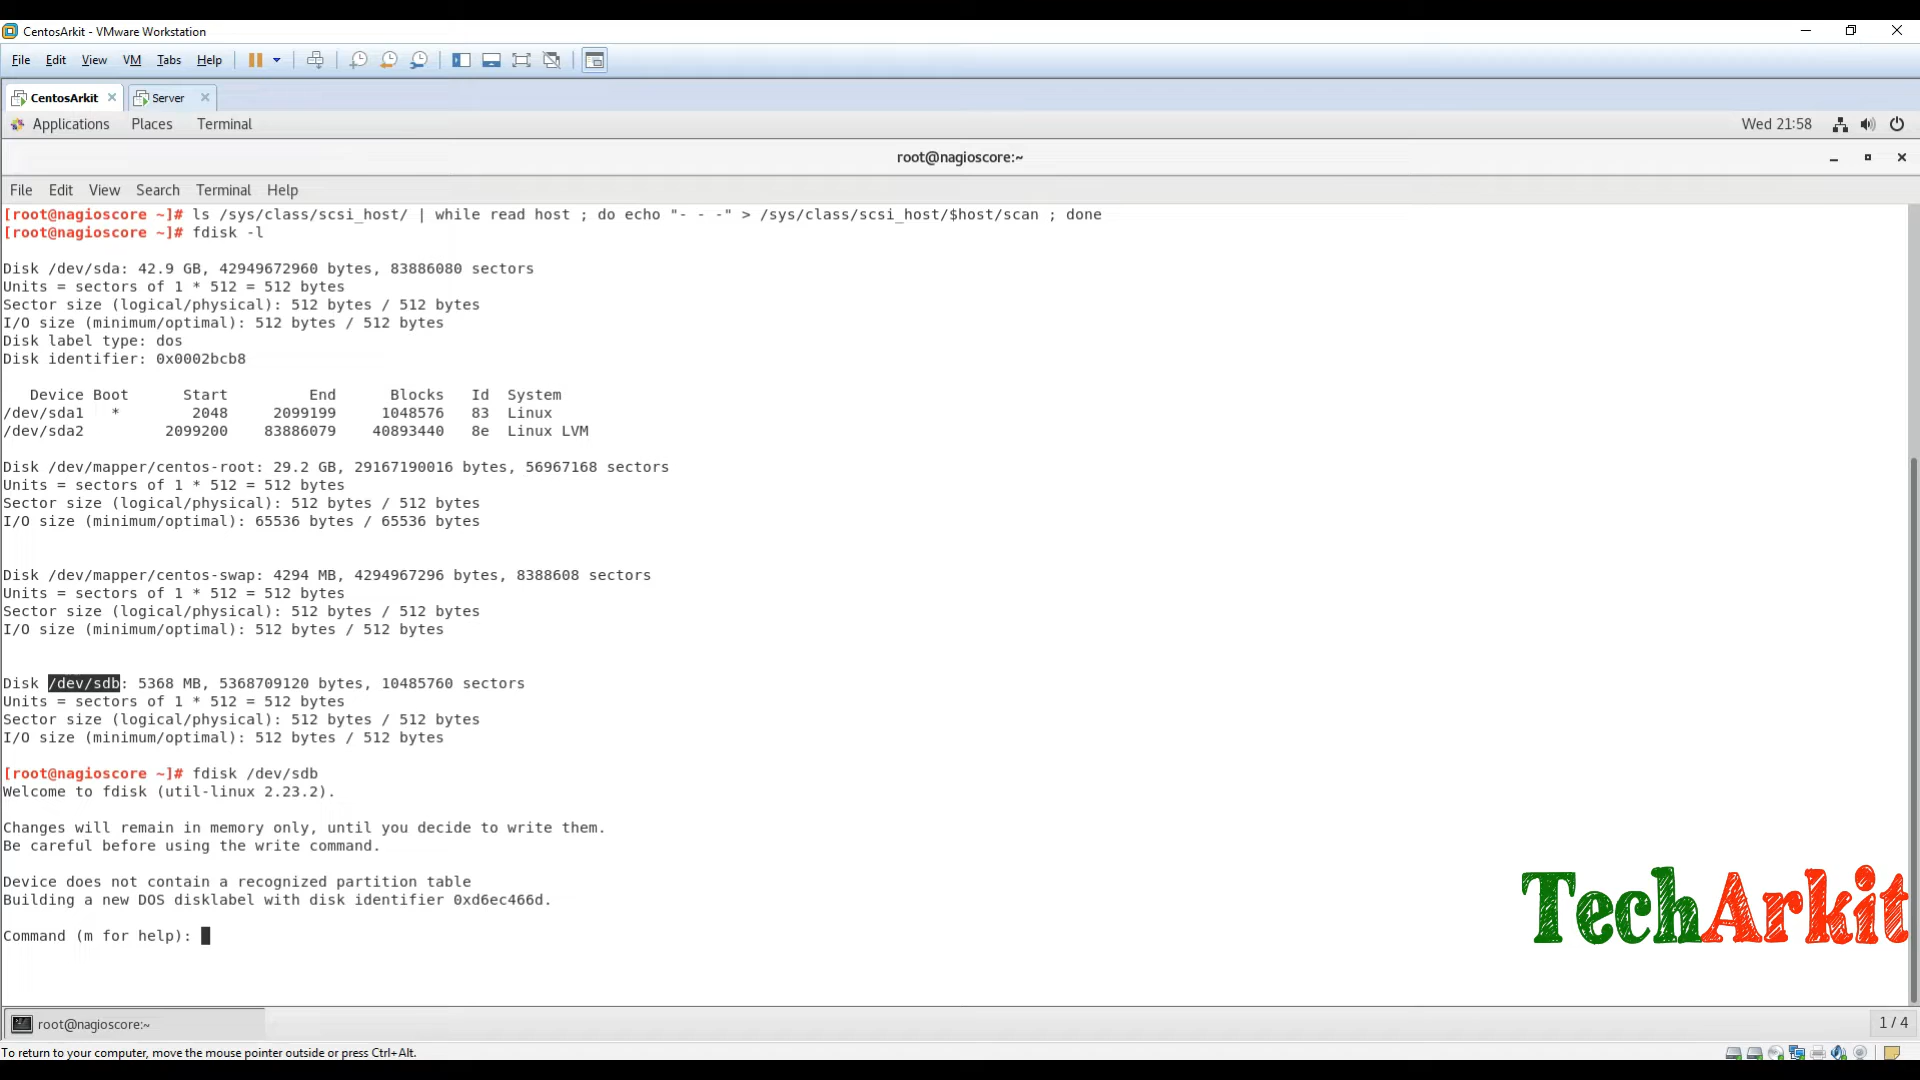 CentosArkit - VMware Workstation
File Edit View VM Tabs Help
CentosArkit Server
Applications Places Terminal Wed 21:58
root@nagioscore:~
File Edit View Search Terminal Help
[root@nagioscore ~]# ls /sys/class/scsi_host/ | while read host ; do echo "- - -" > /sys/class/scsi_host/$host/scan ; done
[root@nagioscore ~]# fdisk -l
Disk /dev/sda: 42.9 GB, 42949672960 bytes, 83886080 sectors
Units = sectors of 1 * 512 = 512 bytes
Sector size (logical/physical): 512 bytes / 512 bytes
I/O size (minimum/optimal): 512 bytes / 512 bytes
Disk label type: dos
Disk identifier: 0x0002bcb8
Device Boot Start End Blocks Id System
/dev/sda1 * 2048 2099199 1048576 83 Linux
/dev/sda2 2099200 83886079 40893440 8e Linux LVM
Disk /dev/mapper/centos-root: 29.2 GB, 29167190016 bytes, 56967168 sectors
Units = sectors of 1 * 512 = 512 bytes
Sector size (logical/physical): 512 bytes / 512 bytes
I/O size (minimum/optimal): 65536 bytes / 65536 bytes
Disk /dev/mapper/centos-swap: 4294 MB, 4294967296 bytes, 8388608 sectors
Units = sectors of 1 * 512 = 512 bytes
Sector size (logical/physical): 512 bytes / 512 bytes
I/O size (minimum/optimal): 512 bytes / 512 bytes
Disk /dev/sdb: 5368 MB, 5368709120 bytes, 10485760 sectors
Units = sectors of 1 * 512 = 512 bytes
Sector size (logical/physical): 512 bytes / 512 bytes
I/O size (minimum/optimal): 512 bytes / 512 bytes
[root@nagioscore ~]# fdisk /dev/sdb
Welcome to fdisk (util-linux 2.23.2).
Changes will remain in memory only, until you decide to write them.
Be careful before using the write command.
Device does not contain a recognized partition table
Building a new DOS disklabel with disk identifier 0xd6ec466d.
Command (m for help):
TechArkit
root@nagioscore:~ 1 / 4
To return to your computer, move the mouse pointer outside or press Ctrl+Alt.